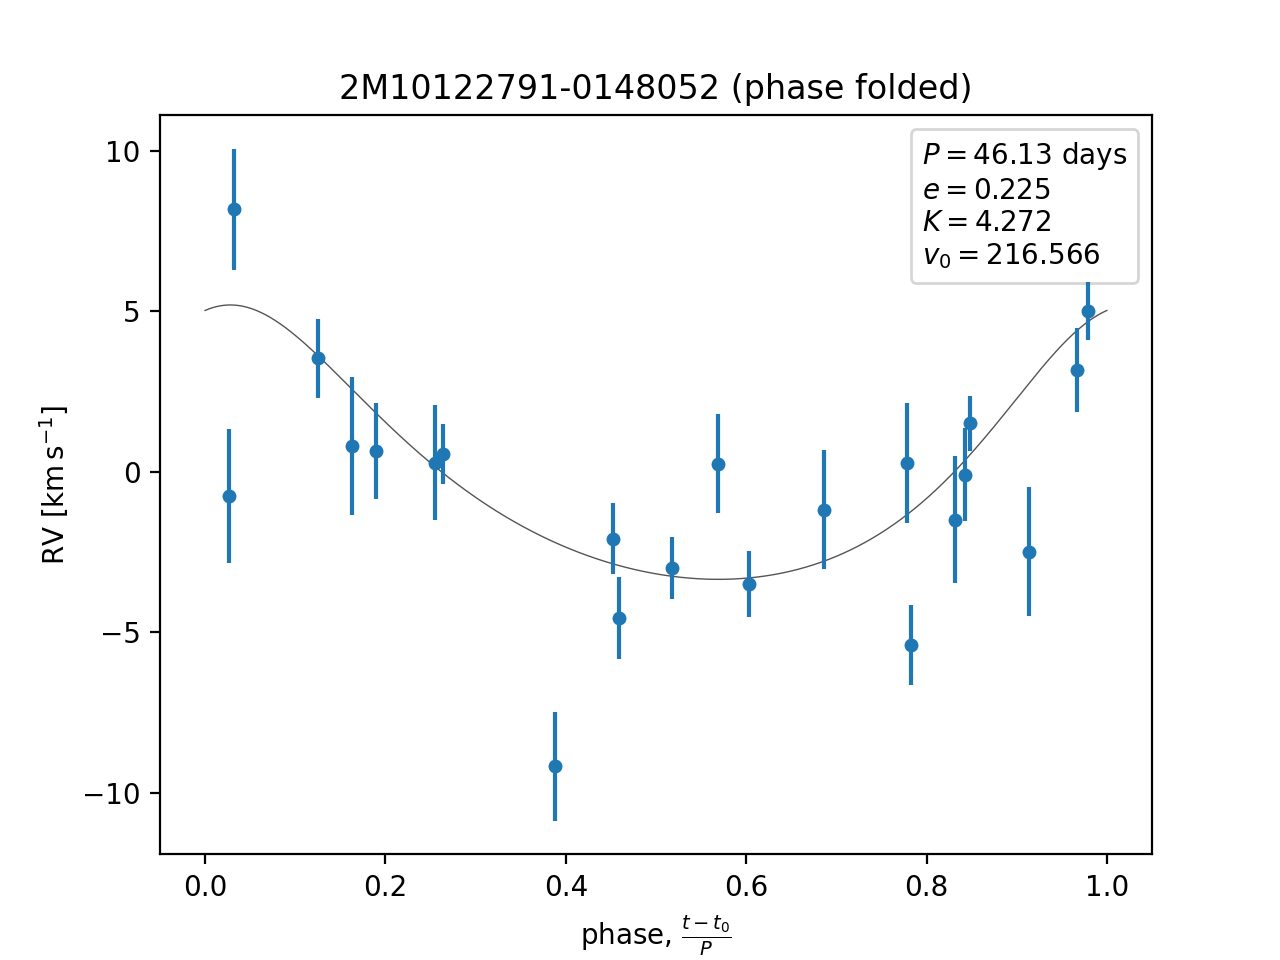 2M10122791-0148052 (phase folded)
P = 46.13 days
e = 0.225
K = 4.272
v₀ = 216.566
RV [km s⁻¹]
10
5
0
−5
−10
0.0 0.2 0.4 0.6 0.8 1.0
phase, (t − t₀)/P